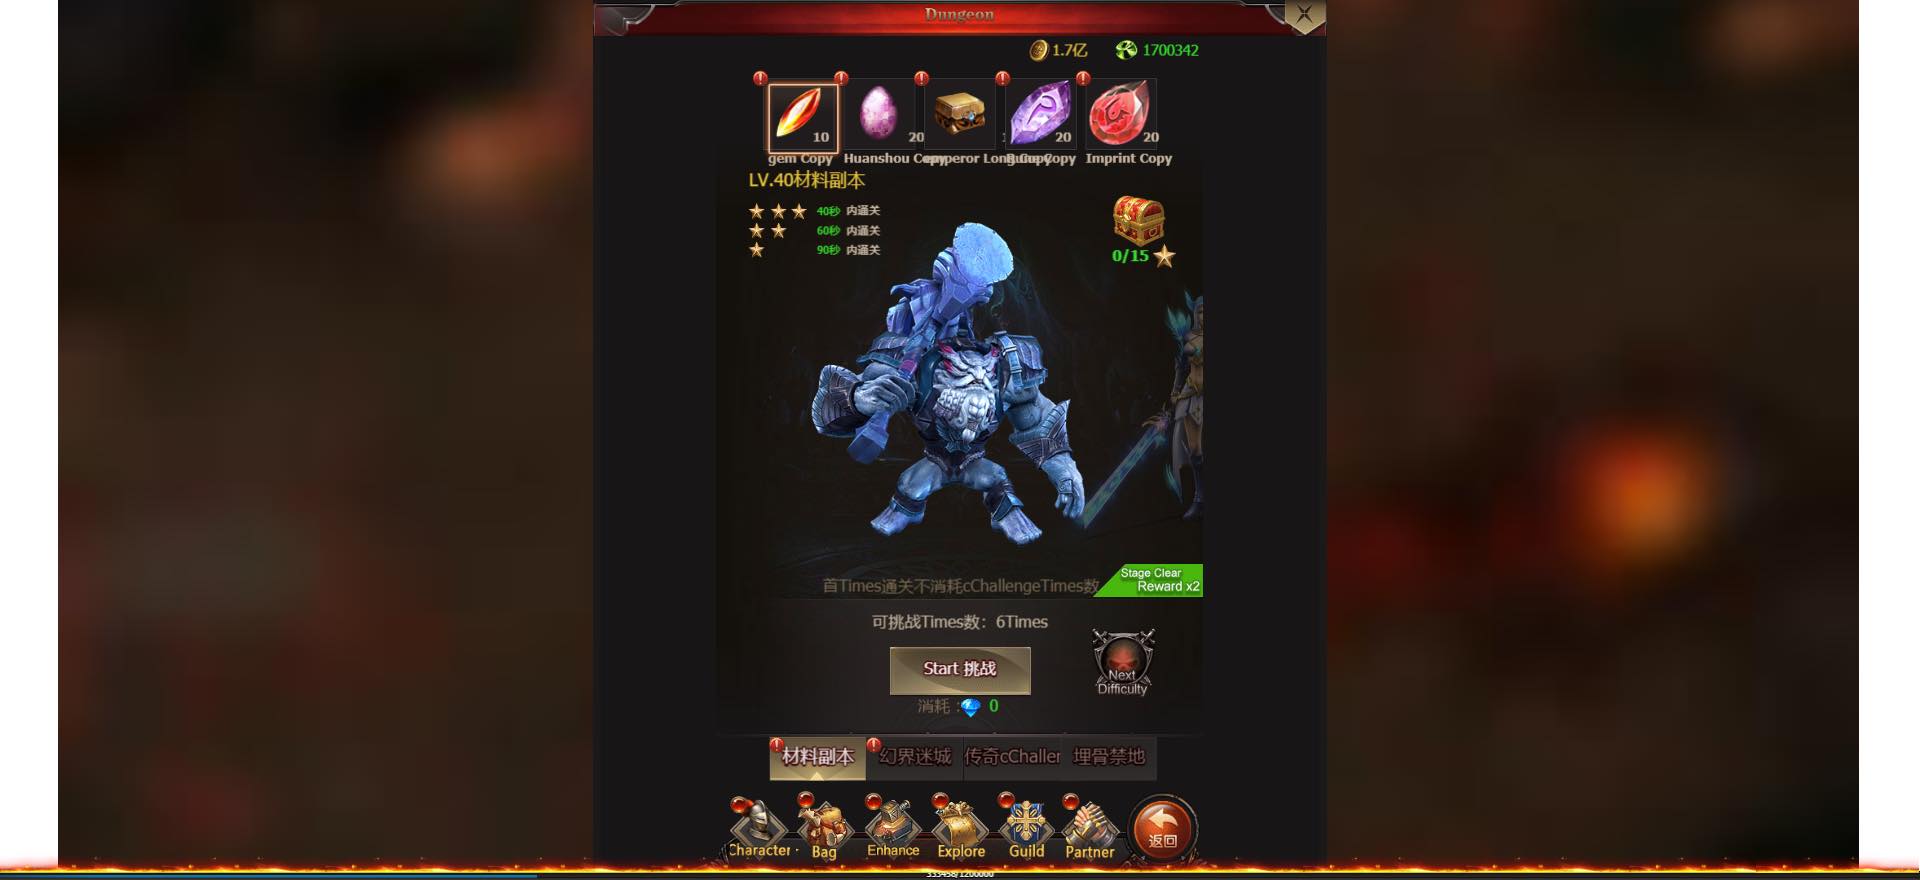 Dungeon
1.7亿 1700342
10 20 20 20
gem Copy Huanshou Copy emperor Long Copy Rune Copy Imprint Copy
LV.40材料副本
40秒 内通关
60秒 内通关
90秒 内通关
0/15
首Times通关不消耗cChallengeTimes数
Stage Clear
Reward x2
可挑战Times数：6Times
Start 挑战
Next
Difficulty
消耗： 0
材料副本 幻界迷城 传奇cChaller 埋骨禁地
Character Bag Enhance Explore Guild Partner 返回
333458/1200000